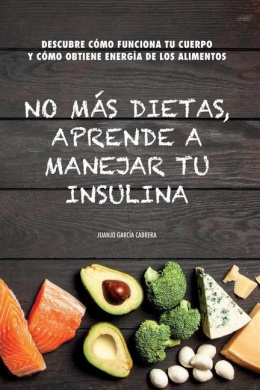 DESCUBRE CÓMO FUNCIONA TU CUERPO
Y CÓMO OBTIENE ENERGÍA DE LOS ALIMENTOS
NO MÁS DIETAS,
APRENDE A
MANEJAR TU
INSULINA
JUANJO GARCÍA CABRERA